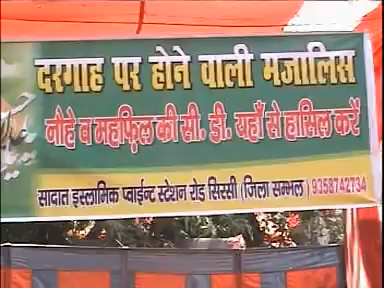 दरगाह पर होने वाली मजालिस
नौहे व महफ़िल की सी. डी. यहाँ से हासिल करें
सादात इस्लामिक प्वाईन्ट स्टेशन रोड सिरसी (जिला सम्भल) 9358742734